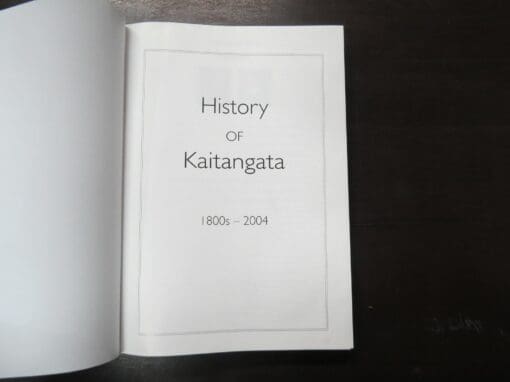 History
OF
Kaitangata
1800s – 2004